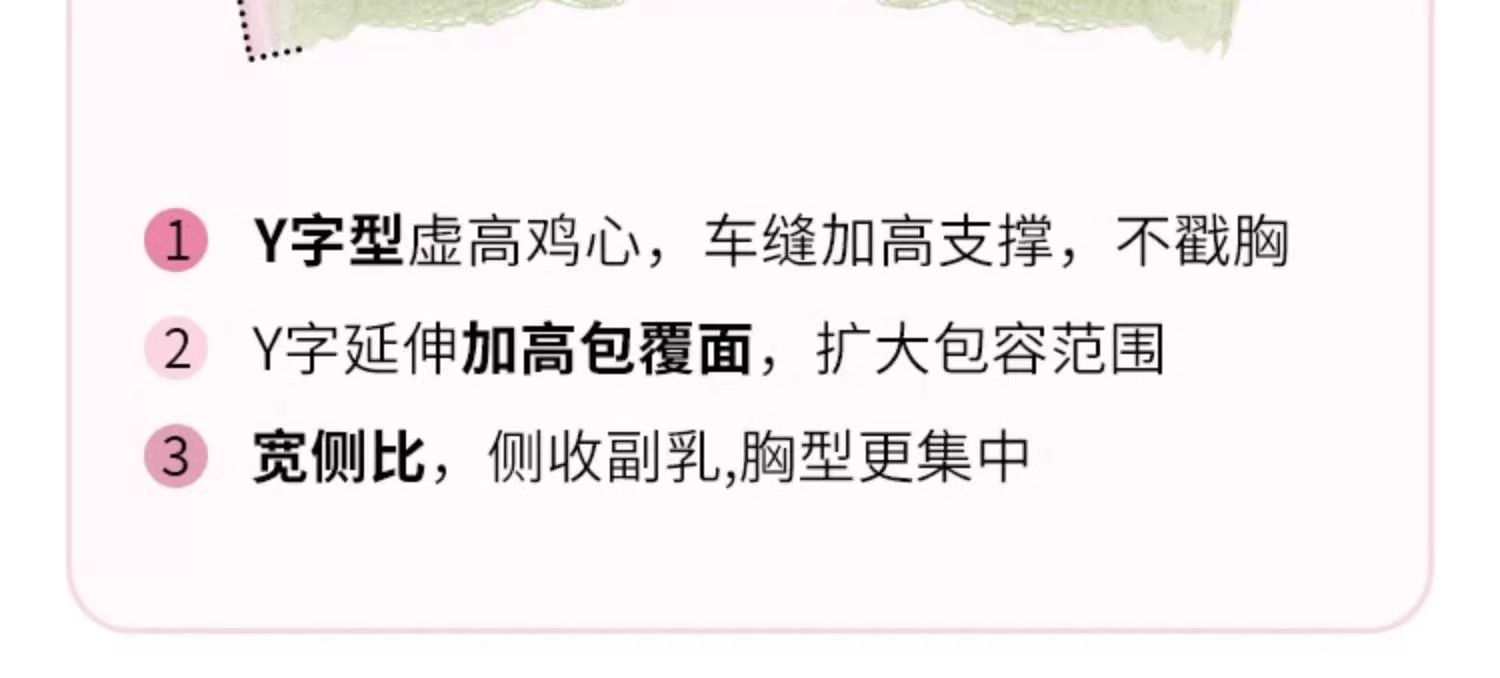 1 Y字型虚高鸡心，车缝加高支撑，不戳胸
2 Y字延伸加高包覆面，扩大包容范围
3 宽侧比，侧收副乳,胸型更集中